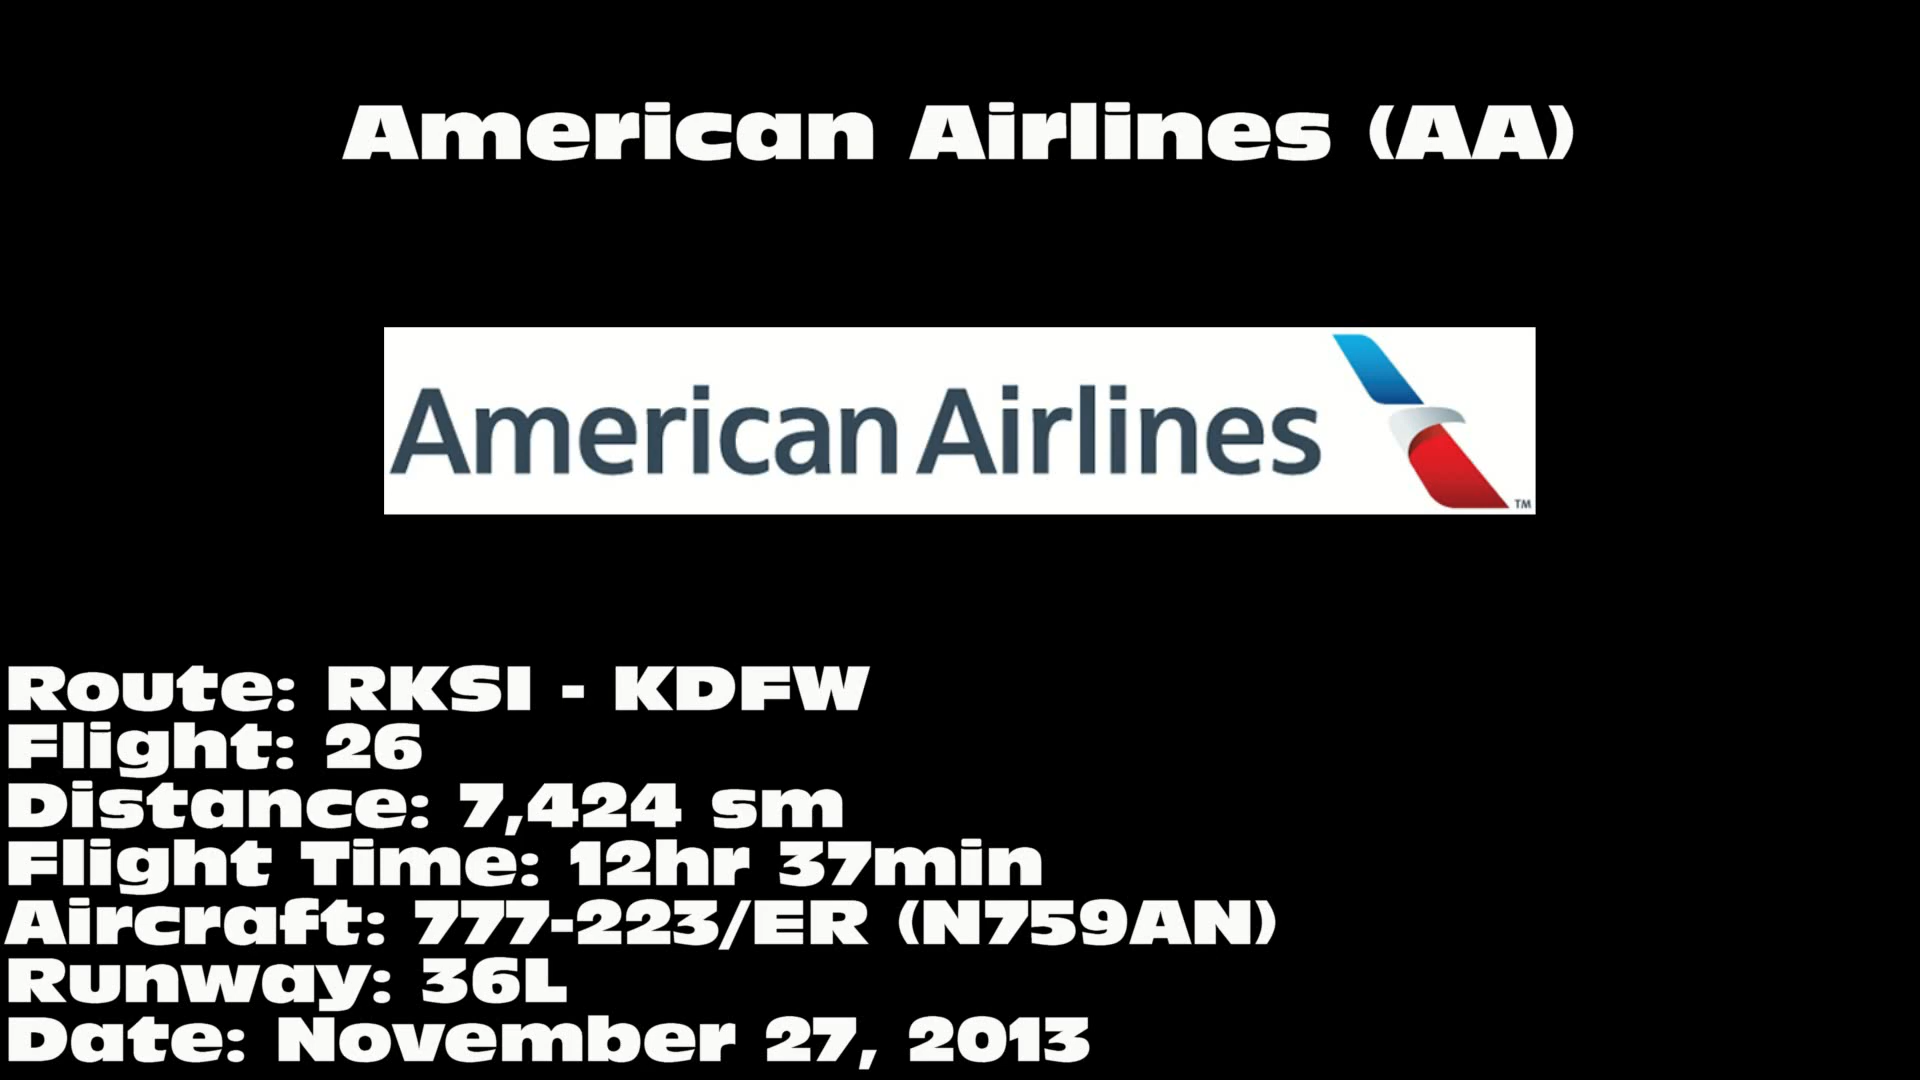 American Airlines (AA)
American Airlines
TM
Route: RKSI - KDFW
Flight: 26
Distance: 7,424 sm
Flight Time: 12hr 37min
Aircraft: 777-223/ER (N759AN)
Runway: 36L
Date: November 27, 2013